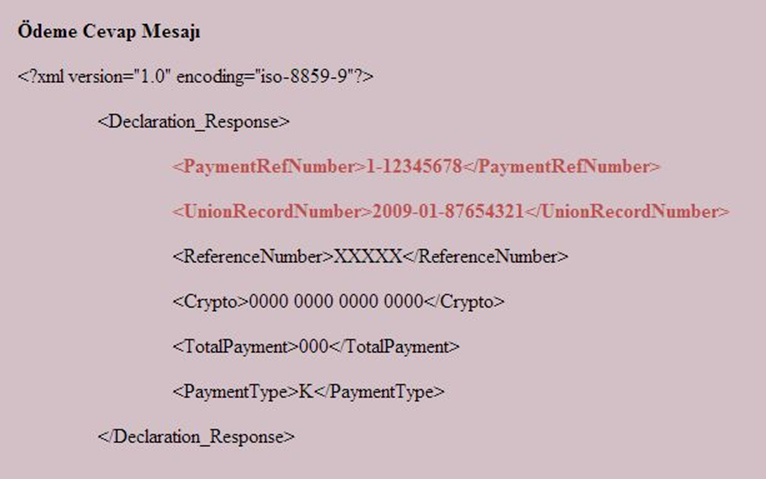 Ödeme Cevap Mesajı
<?xml version="1.0" encoding="iso-8859-9"?>
<Declaration_Response>
<PaymentRefNumber>1-12345678</PaymentRefNumber>
<UnionRecordNumber>2009-01-87654321</UnionRecordNumber>
<ReferenceNumber>XXXXX</ReferenceNumber>
<Crypto>0000 0000 0000 0000</Crypto>
<TotalPayment>000</TotalPayment>
<PaymentType>K</PaymentType>
</Declaration_Response>